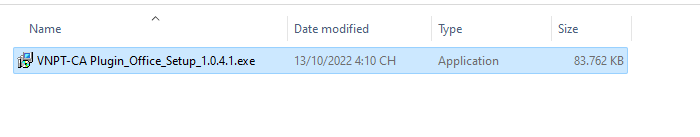 Name Date modified Type Size
VNPT-CA Plugin_Office_Setup_1.0.4.1.exe 13/10/2022 4:10 CH Application 83.762 KB